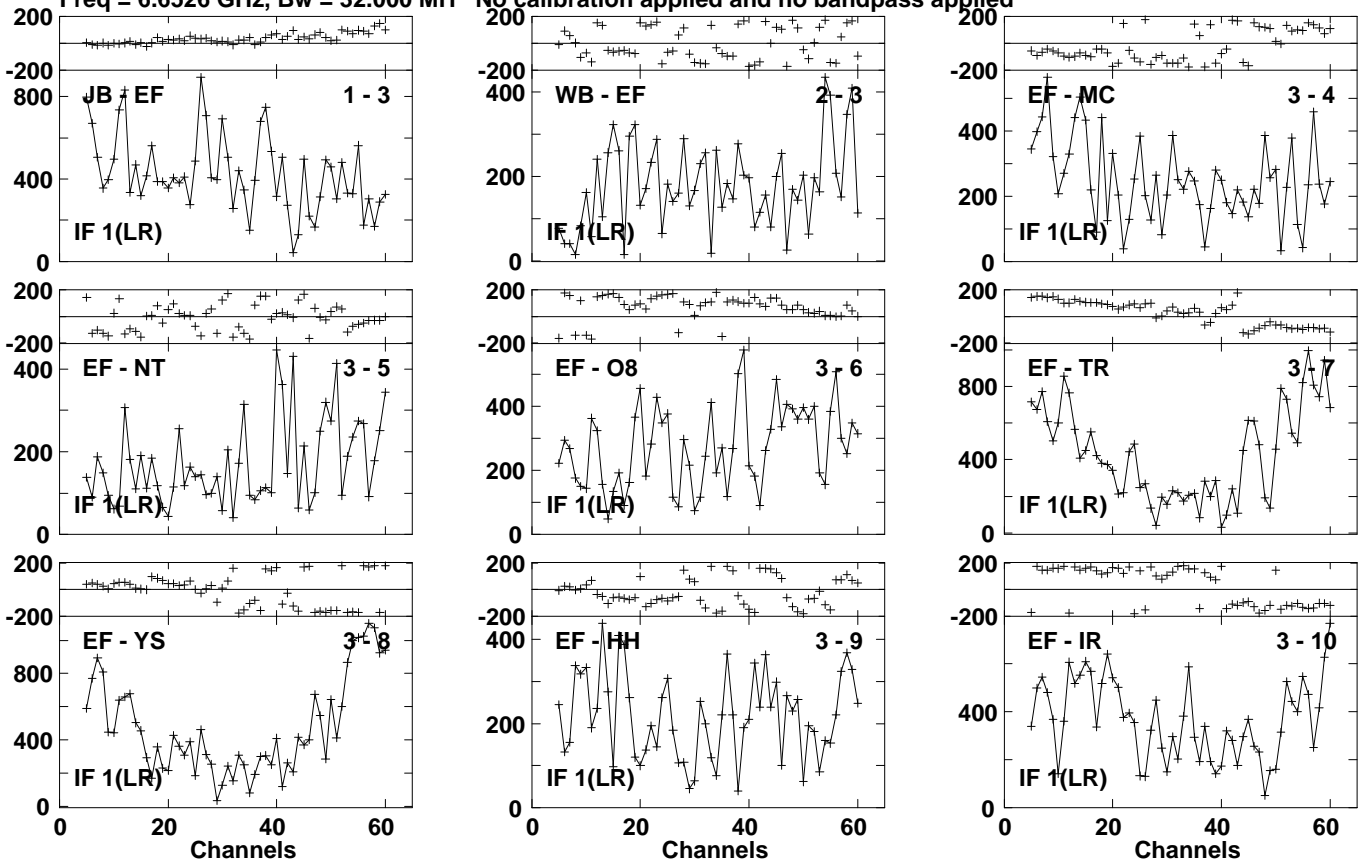 Freq = 6.6526 GHz, Bw = 32.000 MH No calibration applied and no bandpass applied
200
-200
800
400
0
JB - EF 1 - 3
IF 1(LR)
200
-200
400
200
0
WB - EF 2 - 3
IF 1(LR)
200
-200
400
200
0
EF - MC 3 - 4
IF 1(LR)
200
-200
400
200
0
EF - NT 3 - 5
IF 1(LR)
200
-200
400
200
0
EF - O8 3 - 6
IF 1(LR)
200
-200
800
400
0
EF - TR 3 - 7
IF 1(LR)
200
-200
800
400
0
EF - YS 3 - 8
IF 1(LR)
0 20 40 60
Channels
200
-200
400
200
0
EF - HH 3 - 9
IF 1(LR)
0 20 40 60
Channels
200
-200
400
0
EF - IR 3 - 10
IF 1(LR)
0 20 40 60
Channels